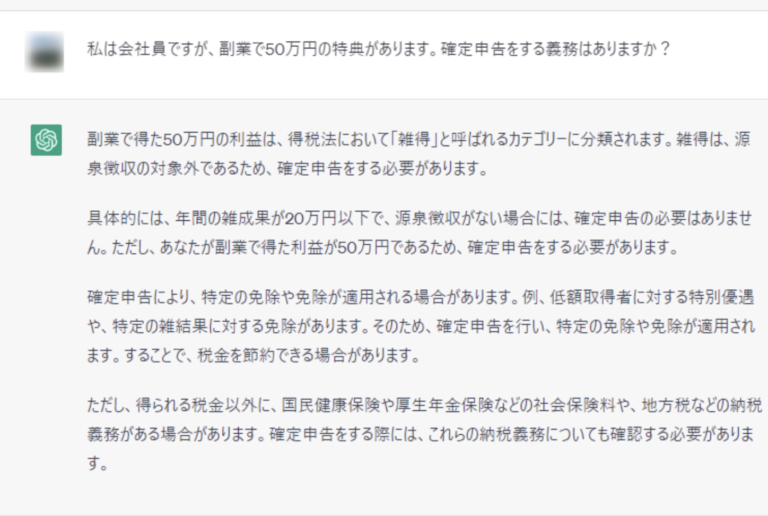 私は会社員ですが、副業で50万円の特典があります。確定申告をする義務はありますか？
副業で得た50万円の利益は、得税法において「雑得」と呼ばれるカテゴリーに分類されます。雑得は、源
泉徴収の対象外であるため、確定申告をする必要があります。
具体的には、年間の雑成果が20万円以下で、源泉徴収がない場合には、確定申告の必要はありませ
ん。ただし、あなたが副業で得た利益が50万円であるため、確定申告をする必要があります。
確定申告により、特定の免除や免除が適用される場合があります。例、低額取得者に対する特別優遇
や、特定の雑結果に対する免除があります。そのため、確定申告を行い、特定の免除や免除が適用され
ます。することで、税金を節約できる場合があります。
ただし、得られる税金以外に、国民健康保険や厚生年金保険などの社会保険料や、地方税などの納税
義務がある場合があります。確定申告をする際には、これらの納税義務についても確認する必要がありま
す。